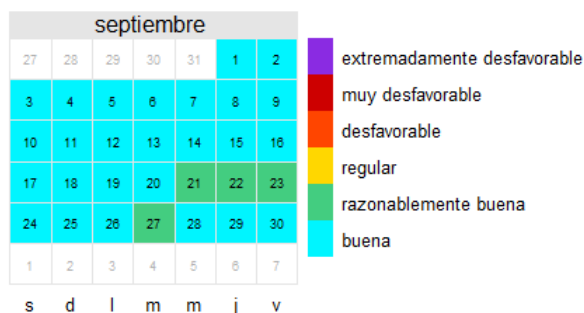 septiembre
27 28 29 30 31 1 2
3 4 5 6 7 8 9
10 11 12 13 14 15 16
17 18 19 20 21 22 23
24 25 26 27 28 29 30
1 2 3 4 5 6 7
s d l m m j v
extremadamente desfavorable
muy desfavorable
desfavorable
regular
razonablemente buena
buena